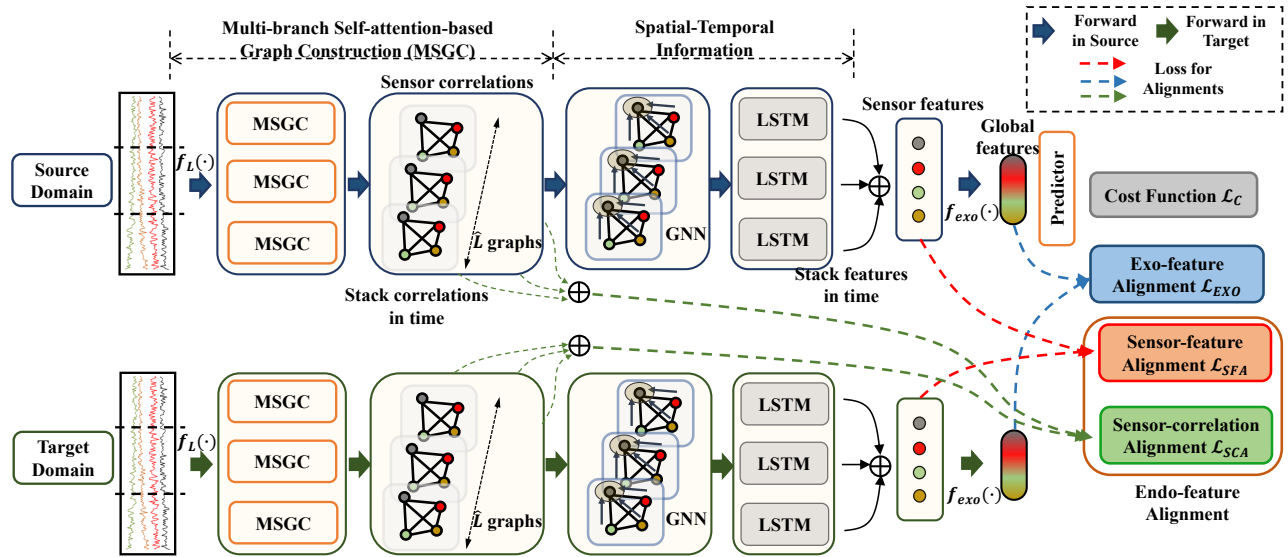 Multi-branch Self-attention-based
Graph Construction (MSGC)
Spatial-Temporal
Information
Forward
in Source
Forward in
Target
Loss for
Alignments
Sensor correlations
Sensor features
Global
features
Source
Domain
f_L(·)
MSGC
MSGC
MSGC
L̂ graphs
GNN
LSTM
LSTM
LSTM
f_exo(·)
Predictor
Cost Function ℒ_C
Stack correlations
in time
Stack features
in time
Exo-feature
Alignment ℒ_EXO
Sensor-feature
Alignment ℒ_SFA
Sensor-correlation
Alignment ℒ_SCA
Endo-feature
Alignment
Target
Domain
f_L(·)
MSGC
MSGC
MSGC
L̂ graphs
GNN
LSTM
LSTM
LSTM
f_exo(·)